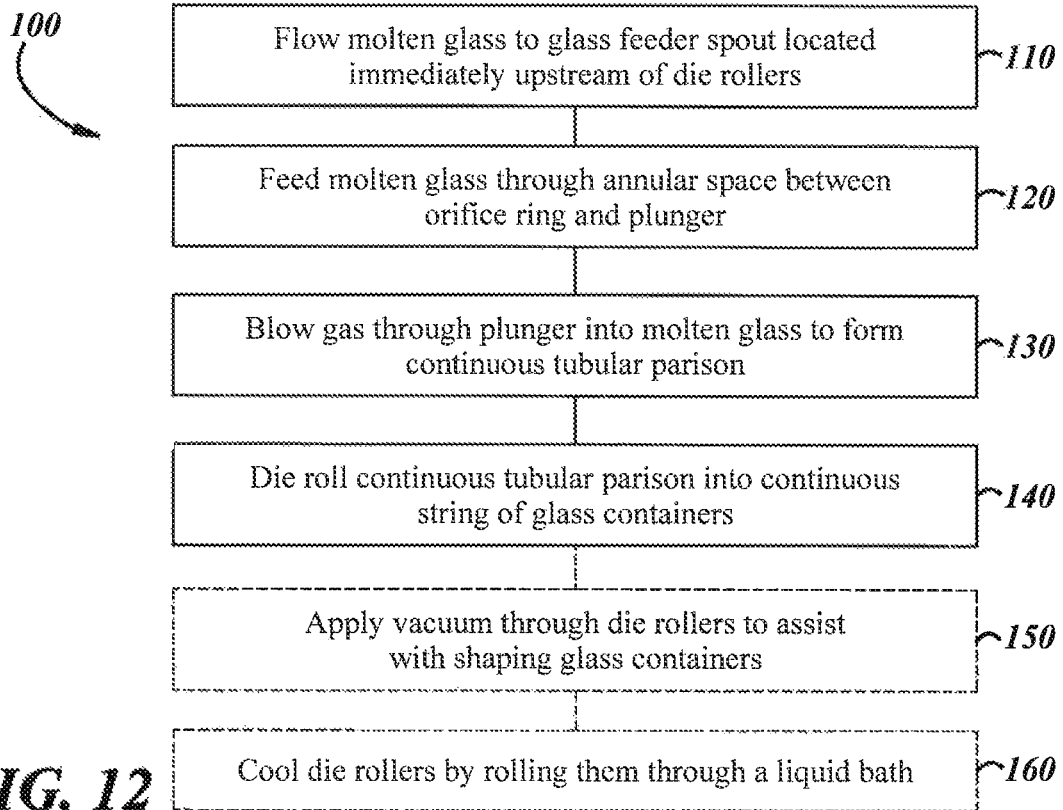 100
Flow molten glass to glass feeder spout located
immediately upstream of die rollers
110
Feed molten glass through annular space between
orifice ring and plunger
120
Blow gas through plunger into molten glass to form
continuous tubular parison
130
Die roll continuous tubular parison into continuous
string of glass containers
140
Apply vacuum through die rollers to assist
with shaping glass containers
150
Cool die rollers by rolling them through a liquid bath
160
IG. 12